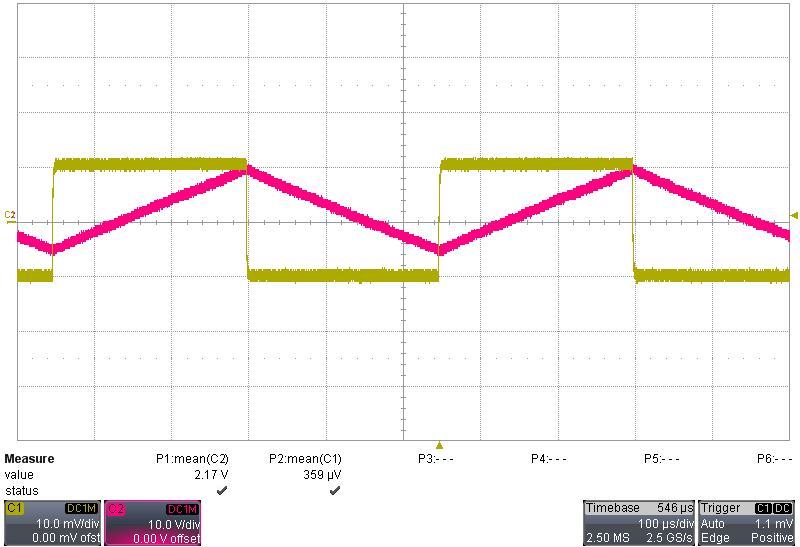 C2
Measure P1:mean(C2) P2:mean(C1) P3:- - - P4:- - - P5:- - - P6:- - -
value 2.17 V 359 µV
status
C1 DC1M C2 DC1M Timebase 546 µs Trigger C1 DC
10.0 mV/div 10.0 V/div 100 µs/div Auto 1.1 mV
0.00 mV ofst 0.00 V offset 2.50 MS 2.5 GS/s Edge Positive